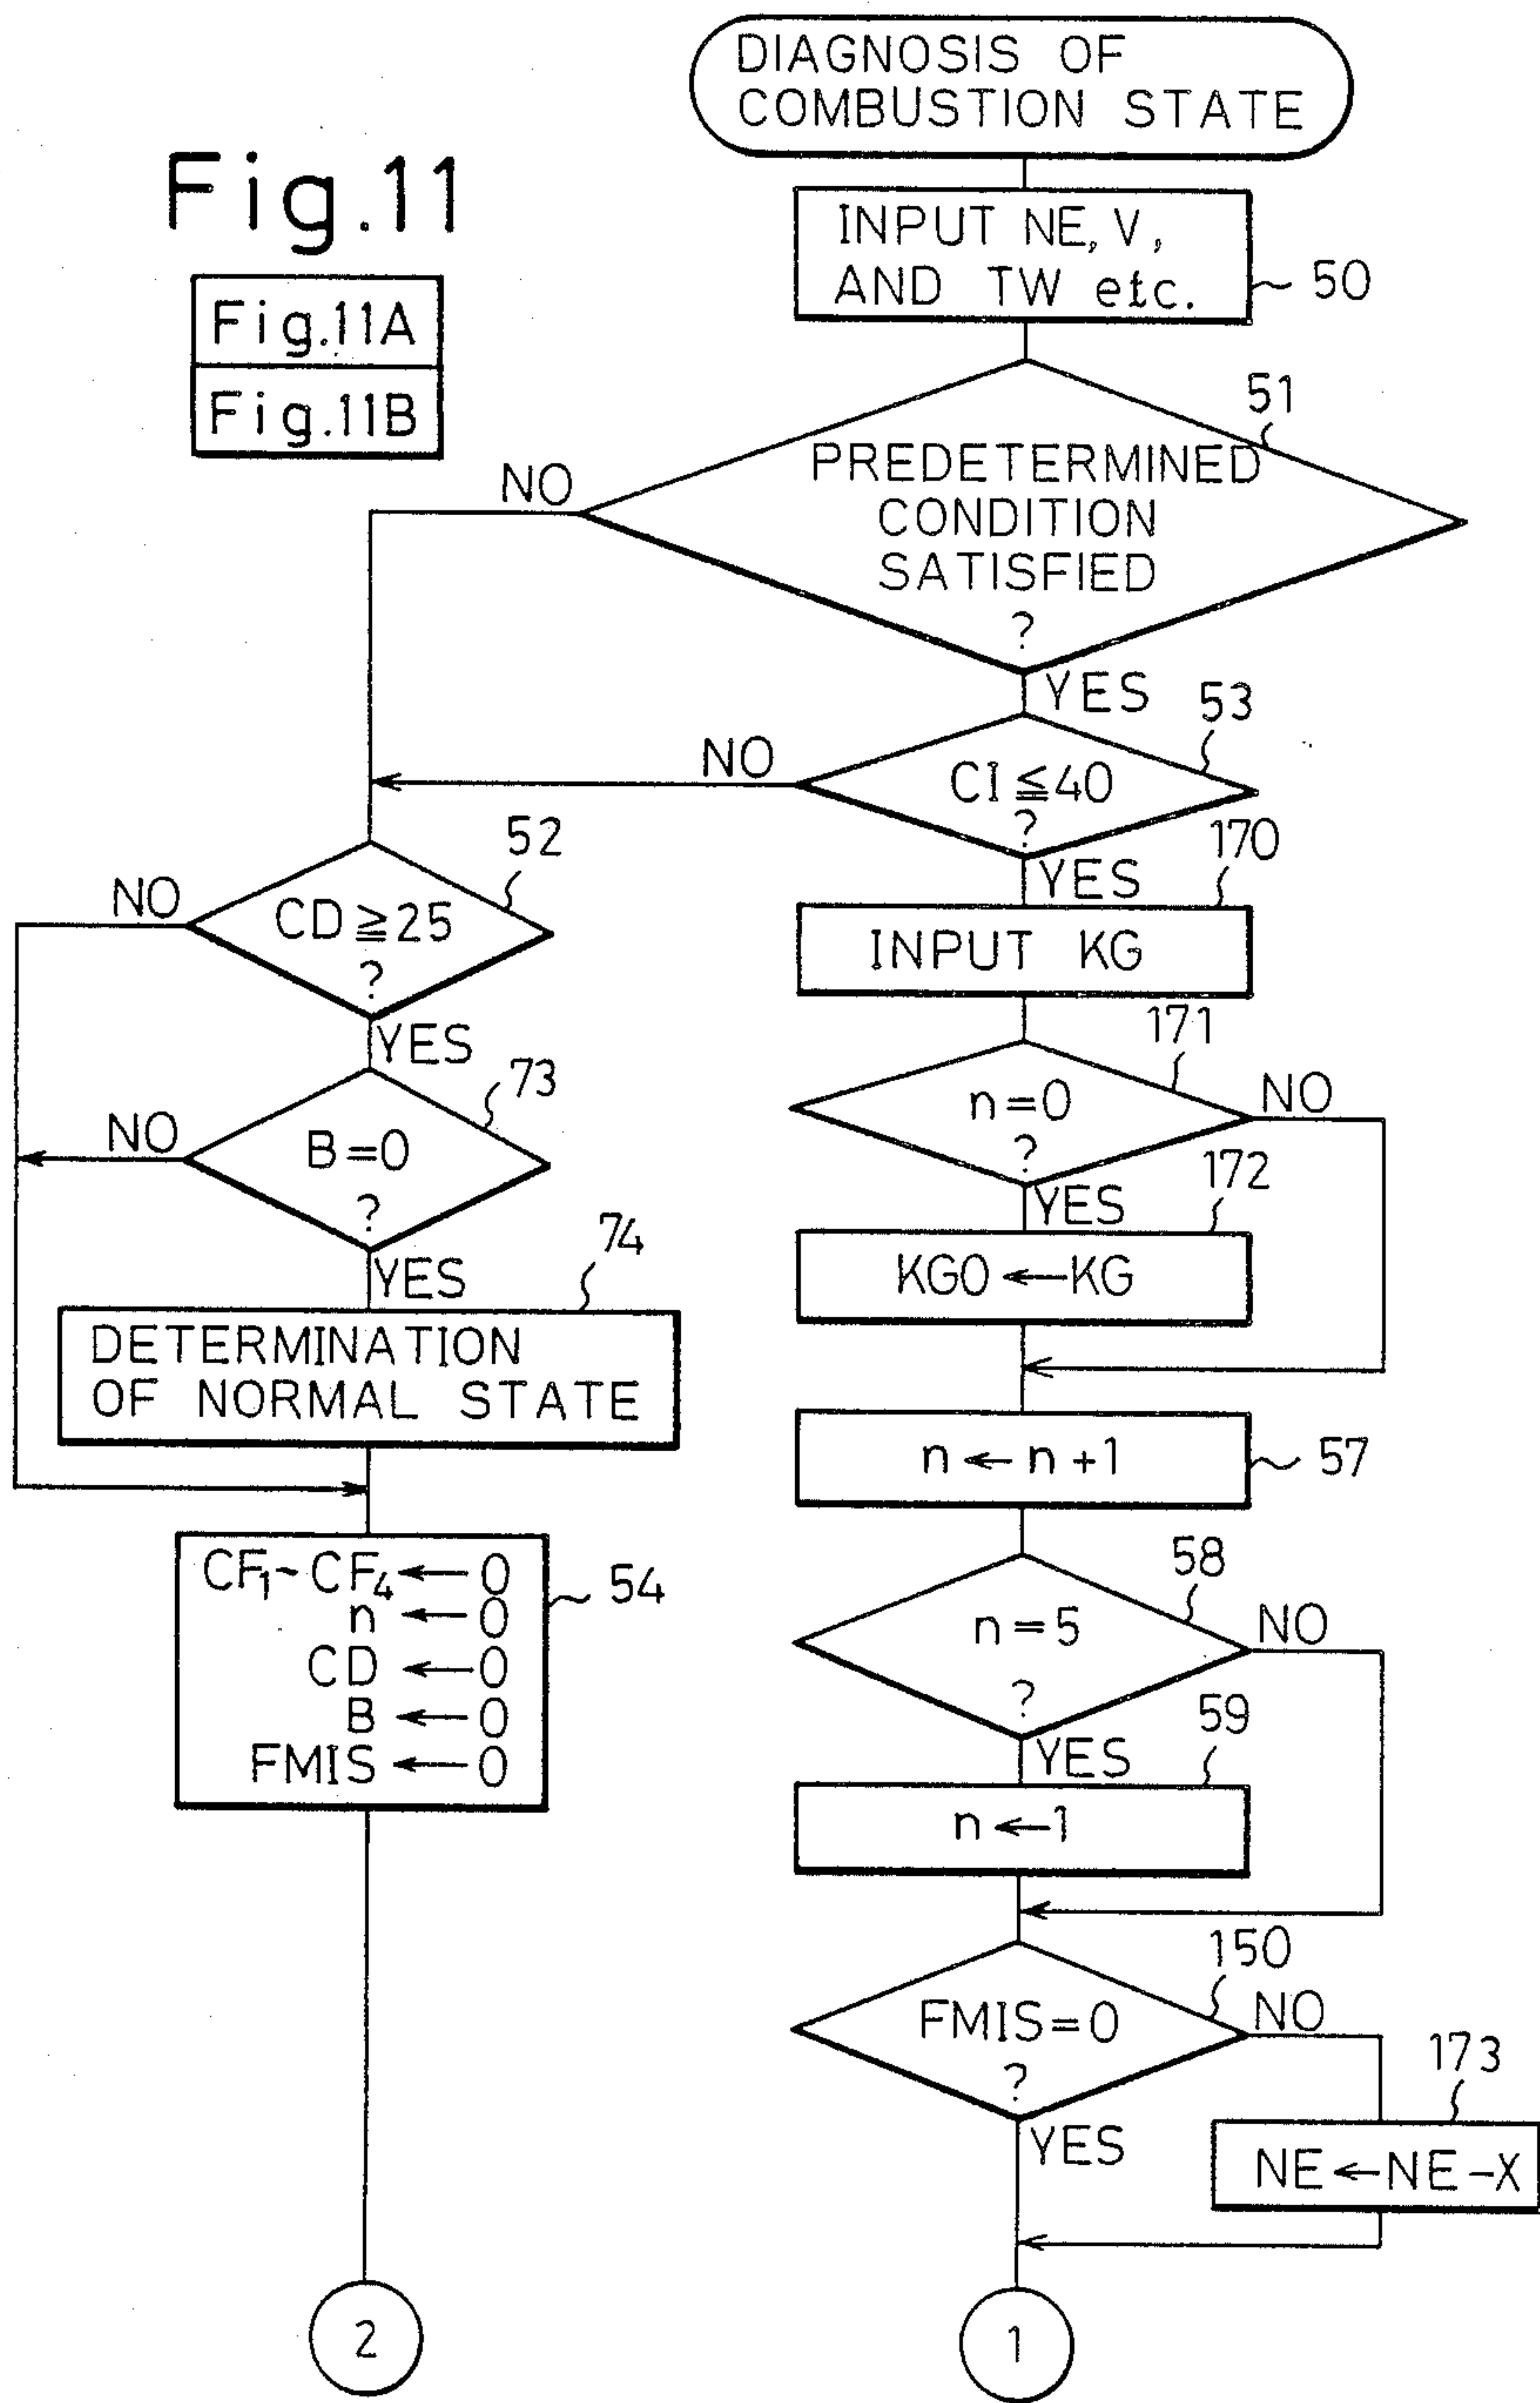 Fig.11
Fig.11A
Fig.11B
DIAGNOSIS OF
COMBUSTION STATE
INPUT NE, V,
AND TW etc.
50
51
PREDETERMINED
CONDITION
SATISFIED
?
NO
YES
53
CI ≦ 40
?
NO
YES
52
CD ≧ 25
?
NO
YES
73
B=0
?
NO
YES
74
DETERMINATION
OF NORMAL STATE
CF1~CF4 ← 0
n ← 0
CD ← 0
B ← 0
FMIS ← 0
54
2
170
INPUT KG
171
n=0
?
NO
YES
172
KGO ← KG
n ← n+1
57
58
n=5
?
NO
YES
59
n ← 1
150
FMIS=0
?
NO
YES
173
NE ← NE-X
1